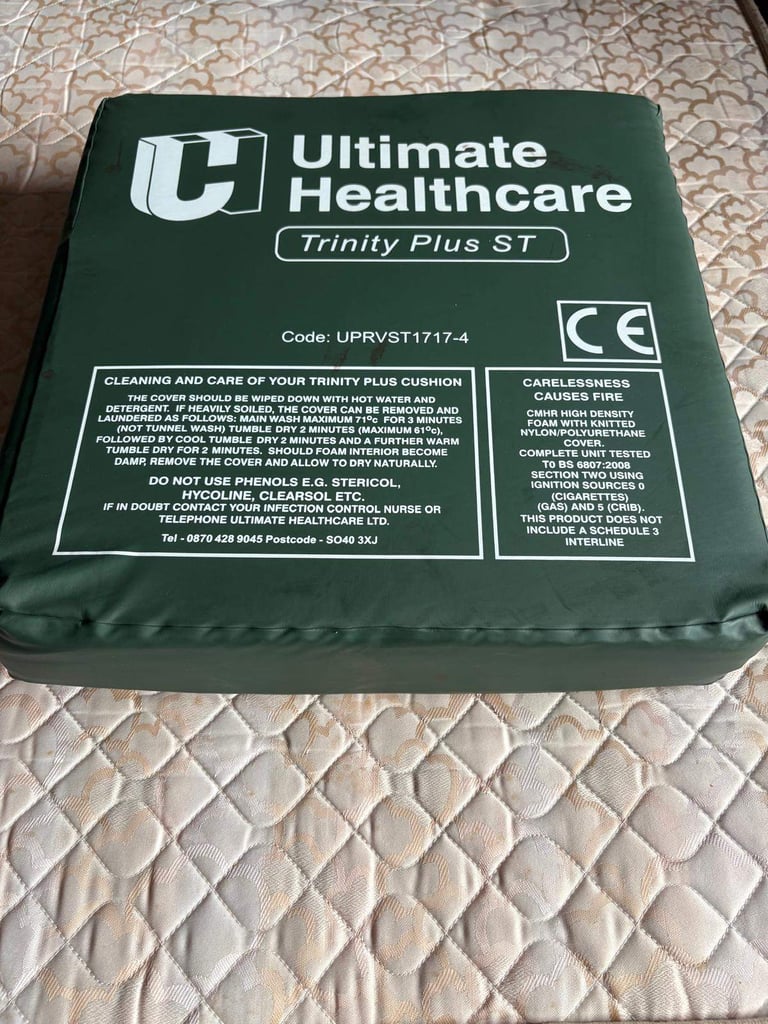 UH
Ultimate
Healthcare
Trinity Plus ST
Code: UPRVST1717-4
CE
CLEANING AND CARE OF YOUR TRINITY PLUS CUSHION
THE COVER SHOULD BE WIPED DOWN WITH HOT WATER AND
DETERGENT. IF HEAVILY SOILED, THE COVER CAN BE REMOVED AND
LAUNDERED AS FOLLOWS: MAIN WASH MAXIMUM 71ºc FOR 3 MINUTES
(NOT TUNNEL WASH) TUMBLE DRY 2 MINUTES (MAXIMUM 61ºc),
FOLLOWED BY COOL TUMBLE DRY 2 MINUTES AND A FURTHER WARM
TUMBLE DRY FOR 2 MINUTES. SHOULD FOAM INTERIOR BECOME
DAMP, REMOVE THE COVER AND ALLOW TO DRY NATURALLY.
DO NOT USE PHENOLS E.G. STERICOL,
HYCOLINE, CLEARSOL ETC.
IF IN DOUBT CONTACT YOUR INFECTION CONTROL NURSE OR
TELEPHONE ULTIMATE HEALTHCARE LTD.
Tel - 0870 428 9045 Postcode - SO40 3XJ
CARELESSNESS
CAUSES FIRE
CMHR HIGH DENSITY
FOAM WITH KNITTED
NYLON/POLYURETHANE
COVER.
COMPLETE UNIT TESTED
T0 BS 6807:2008
SECTION TWO USING
IGNITION SOURCES 0
(CIGARETTES)
(GAS) AND 5 (CRIB).
THIS PRODUCT DOES NOT
INCLUDE A SCHEDULE 3
INTERLINE